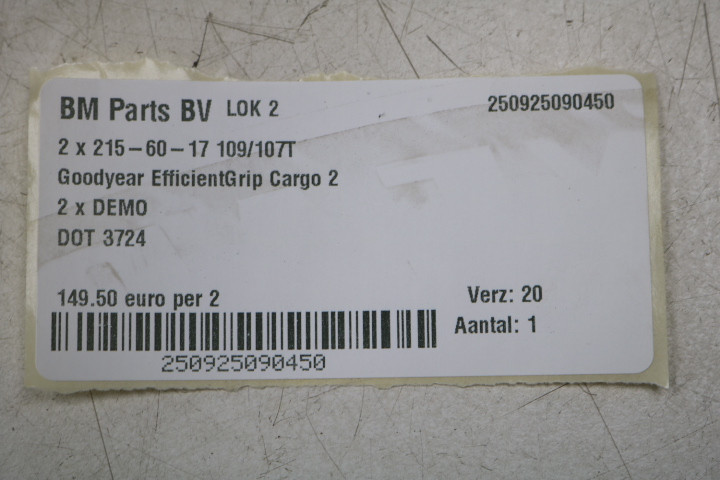 BM Parts BV LOK 2 250925090450
2 x 215-60-17 109/107T
Goodyear EfficientGrip Cargo 2
2 x DEMO
DOT 3724
149.50 euro per 2 Verz: 20
Aantal: 1
250925090450